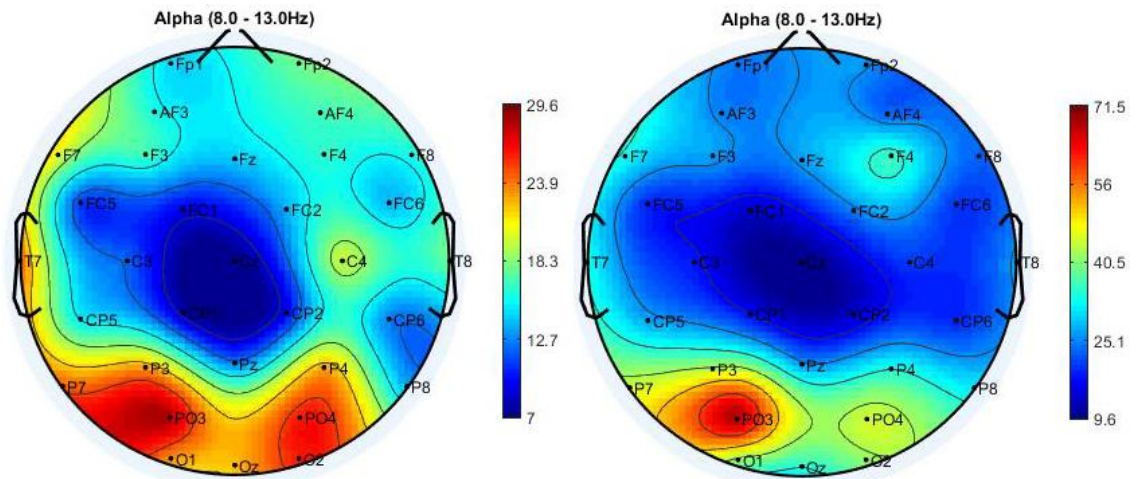 Alpha (8.0 - 13.0Hz)
Fp1 Fp2
AF3 AF4
F7 F3 Fz F4 F8
FC5 FC1 FC2 FC6
T7 C3 Cz C4 T8
CP5 CP1 CP2 CP6
P7 P3 Pz P4 P8
PO3 PO4
O1 Oz O2
29.6
23.9
18.3
12.7
7
Alpha (8.0 - 13.0Hz)
Fp1 Fp2
AF3 AF4
F7 F3 Fz F4 F8
FC5 FC1 FC2 FC6
T7 C3 Cz C4 T8
CP5 CP1 CP2 CP6
P7 P3 Pz P4 P8
PO3 PO4
O1 Oz O2
71.5
56
40.5
25.1
9.6